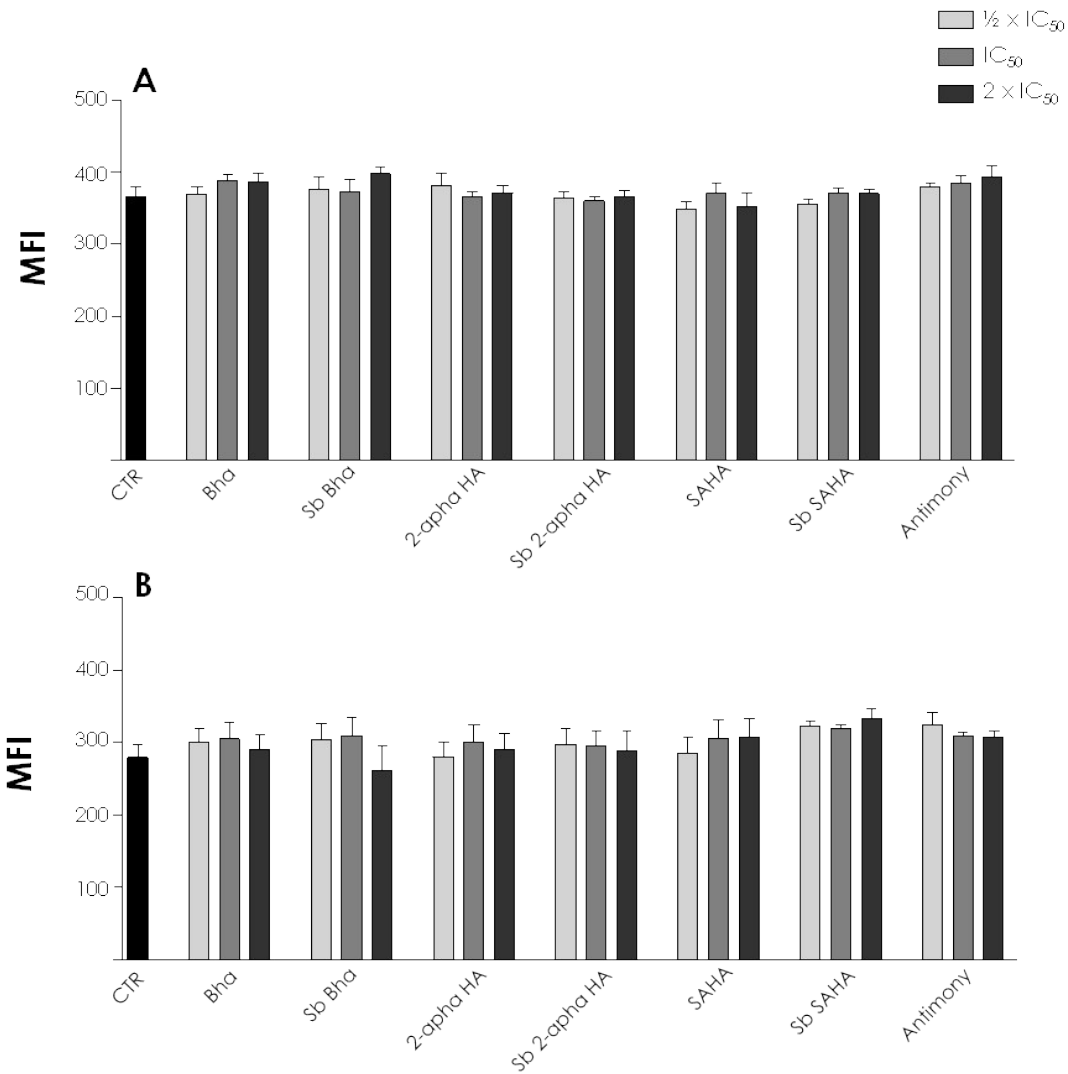 ½ x IC₅₀
IC₅₀
2 x IC₅₀
A
500
400
300
200
100
MFI
CTR
Bha
Sb Bha
2-apha HA
Sb 2-apha HA
SAHA
Sb SAHA
Antimony
B
500
400
300
200
100
MFI
CTR
Bha
Sb Bha
2-apha HA
Sb 2-apha HA
SAHA
Sb SAHA
Antimony